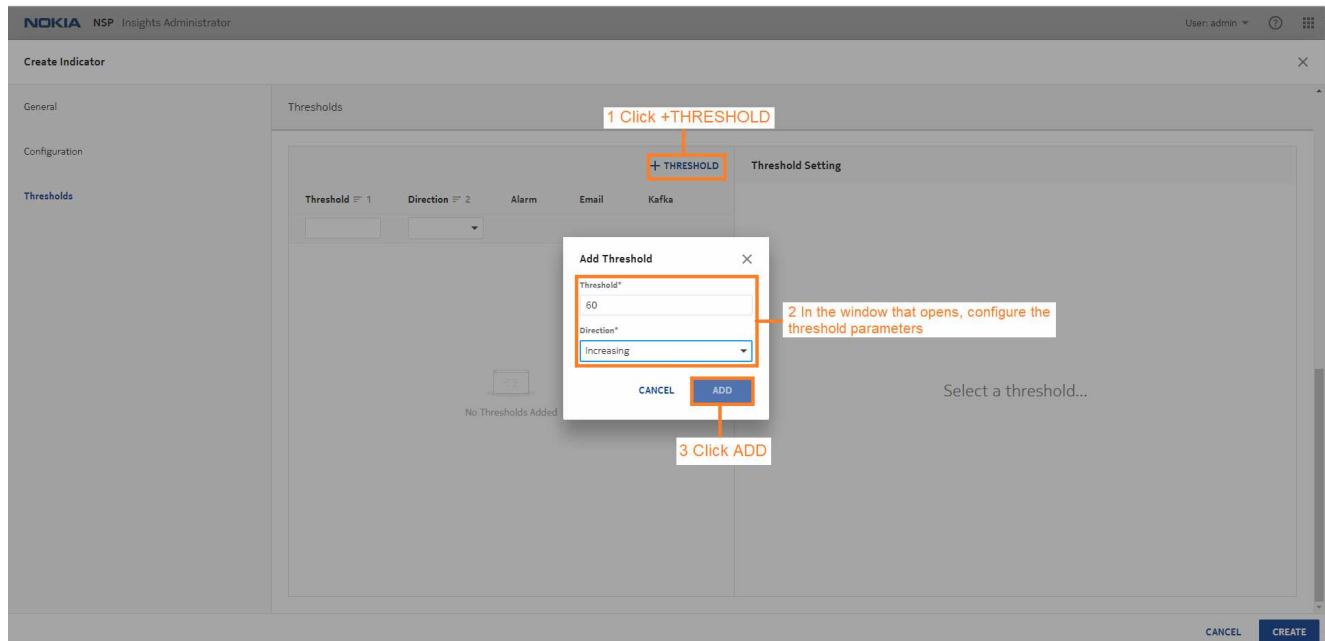 NOKIA NSP Insights Administrator
User: admin
Create Indicator
General
Configuration
Thresholds
Thresholds
1 Click +THRESHOLD
+ THRESHOLD
Threshold 1 Direction 2 Alarm Email Kafka
No Thresholds Added
Add Threshold
Threshold*
60
Direction*
Increasing
CANCEL ADD
2 In the window that opens, configure the
threshold parameters
3 Click ADD
Threshold Setting
Select a threshold...
CANCEL CREATE